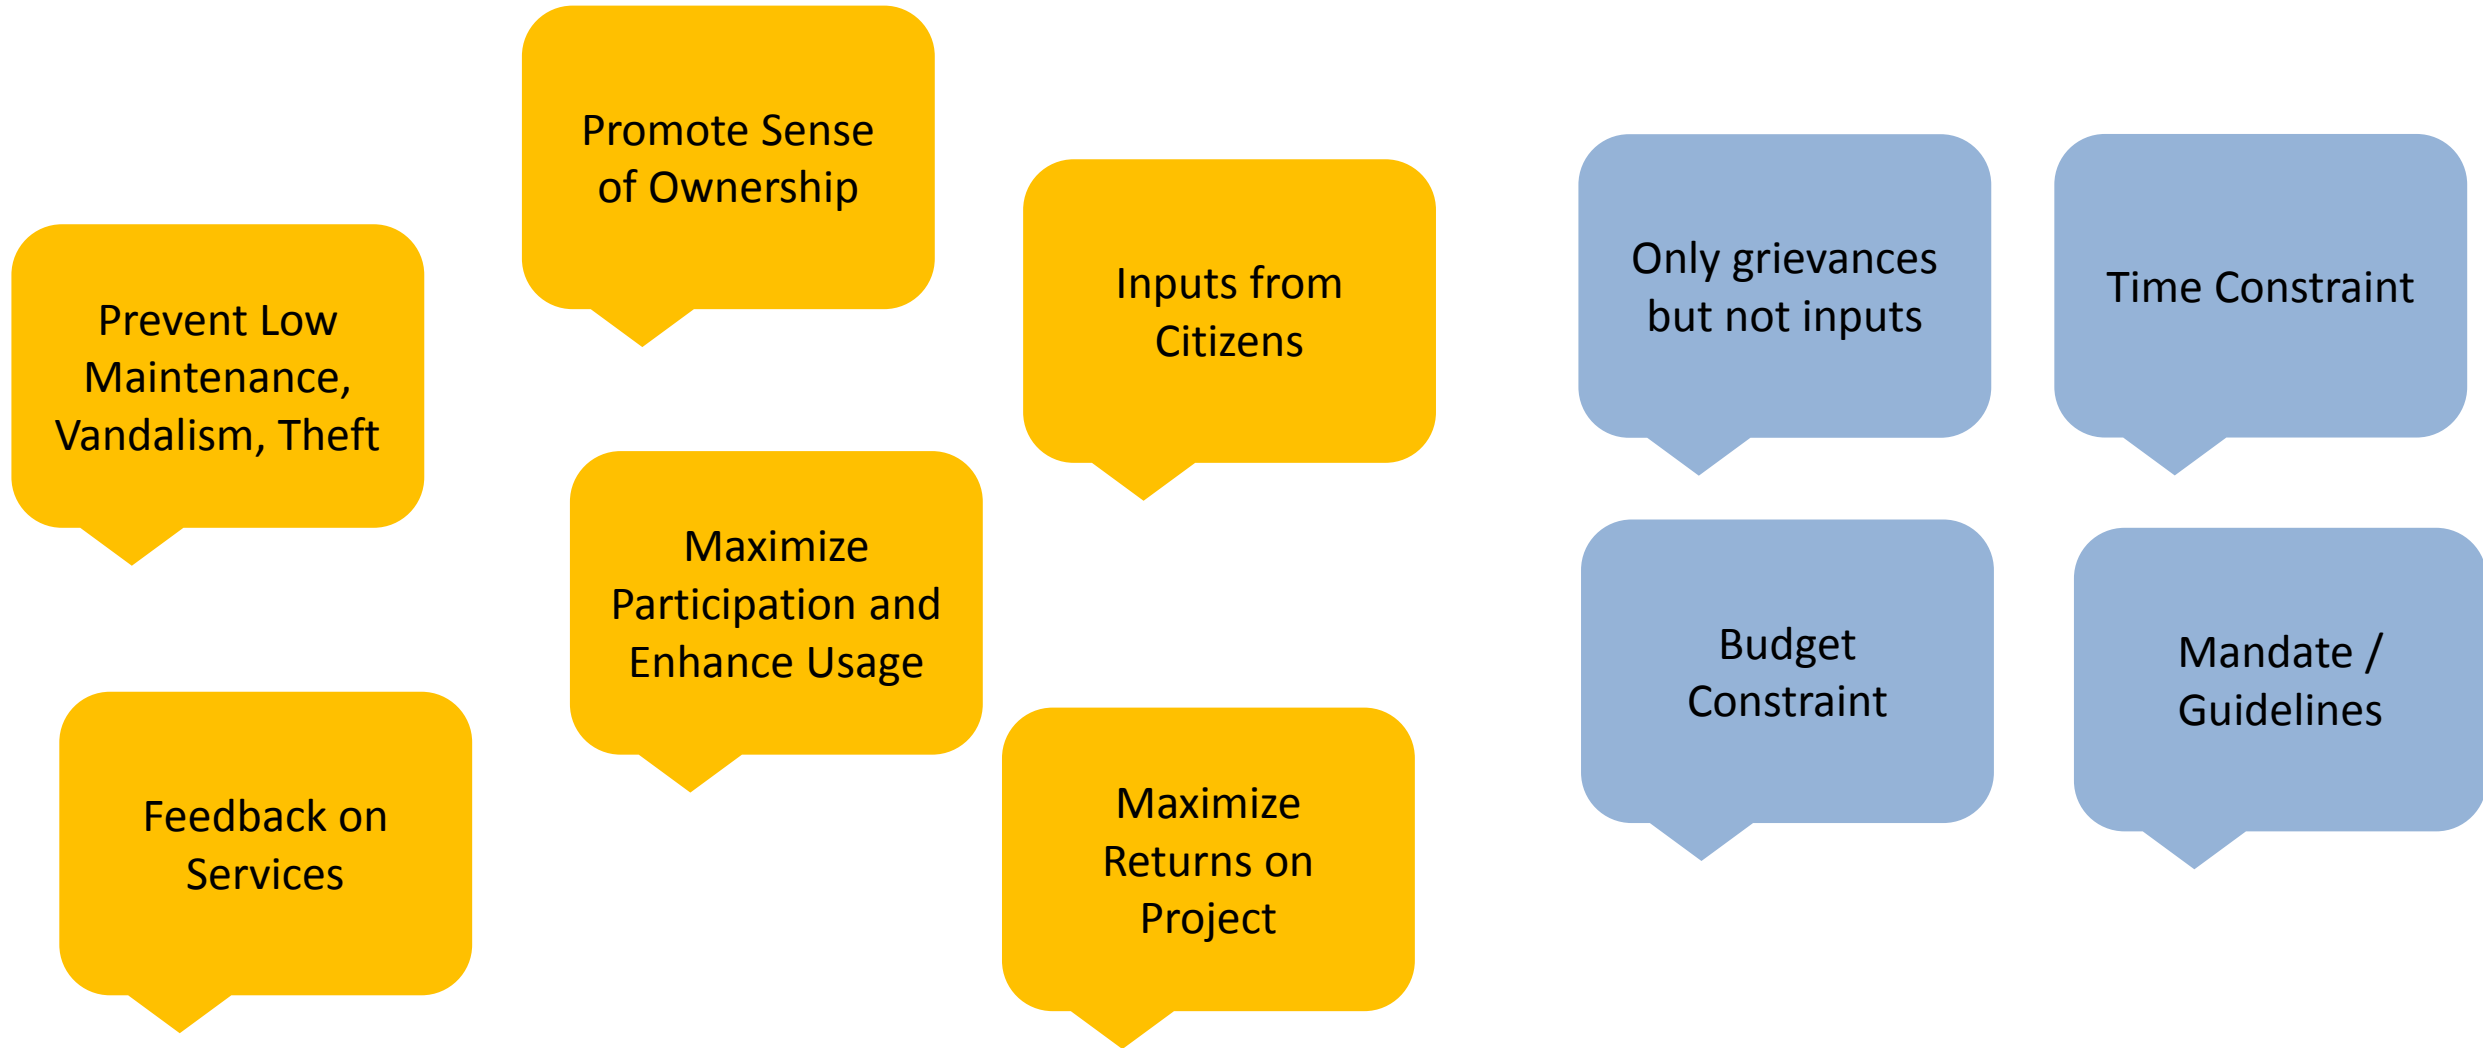 Promote Sense
of Ownership
Prevent Low
Maintenance,
Vandalism, Theft
Inputs from
Citizens
Maximize
Participation and
Enhance Usage
Feedback on
Services
Maximize
Returns on
Project
Only grievances
but not inputs
Time Constraint
Budget
Constraint
Mandate /
Guidelines